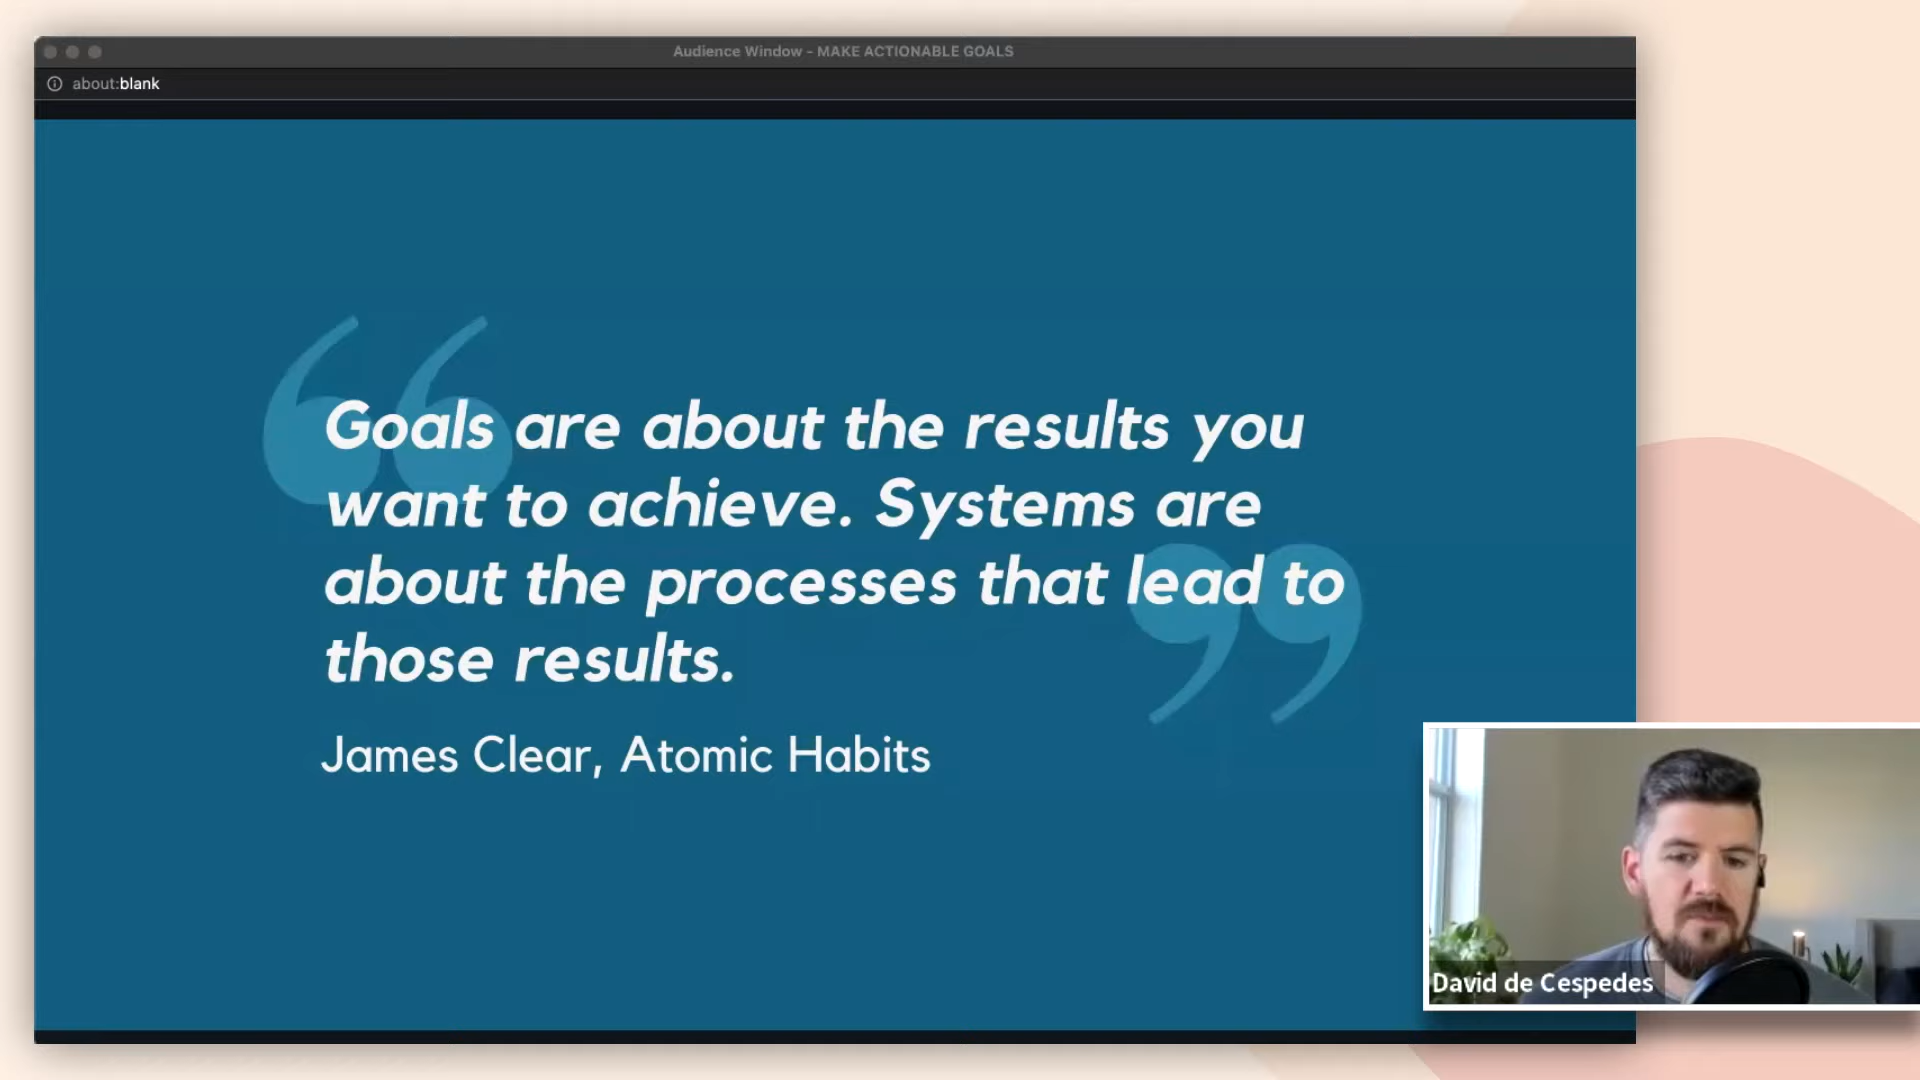 Audience Window - MAKE ACTIONABLE GOALS
about:blank
Goals are about the results you
want to achieve. Systems are
about the processes that lead to
those results.
James Clear, Atomic Habits
David de Cespedes